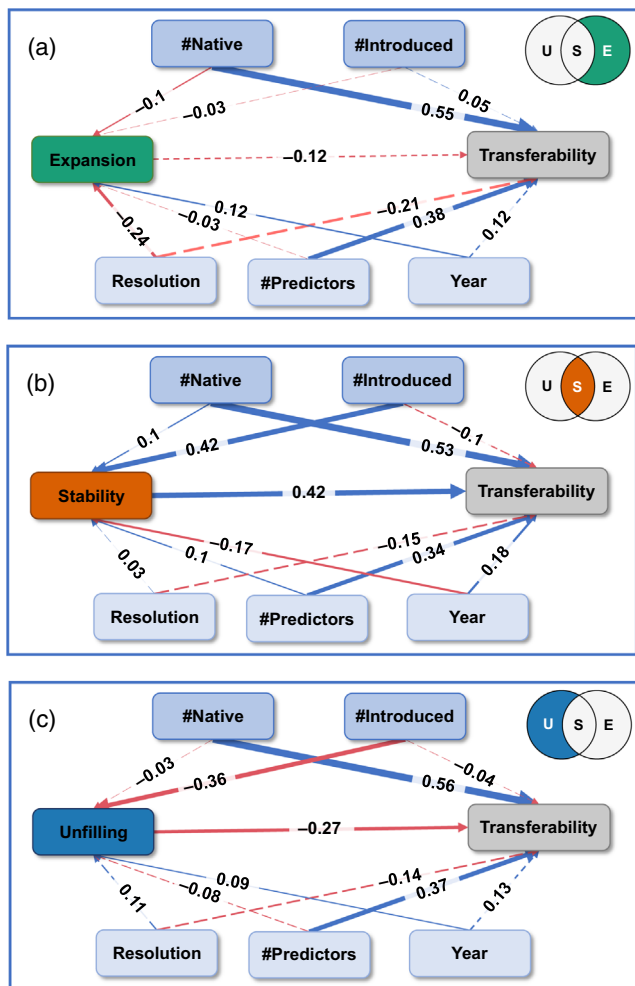 (a)
#Native
#Introduced
U S E
–0.1
–0.03
0.05
0.55
Expansion
–0.12
Transferability
0.12
–0.21
–0.03
0.38
0.12
–0.24
Resolution
#Predictors
Year
(b)
#Native
#Introduced
U S E
0.1
0.42
0.53
–0.1
Stability
0.42
Transferability
–0.17
–0.15
0.03
0.1
0.34
0.18
Resolution
#Predictors
Year
(c)
#Native
#Introduced
U S E
–0.03
–0.36
0.56
–0.04
Unfilling
–0.27
Transferability
0.09
–0.14
0.11
–0.08
0.37
0.13
Resolution
#Predictors
Year